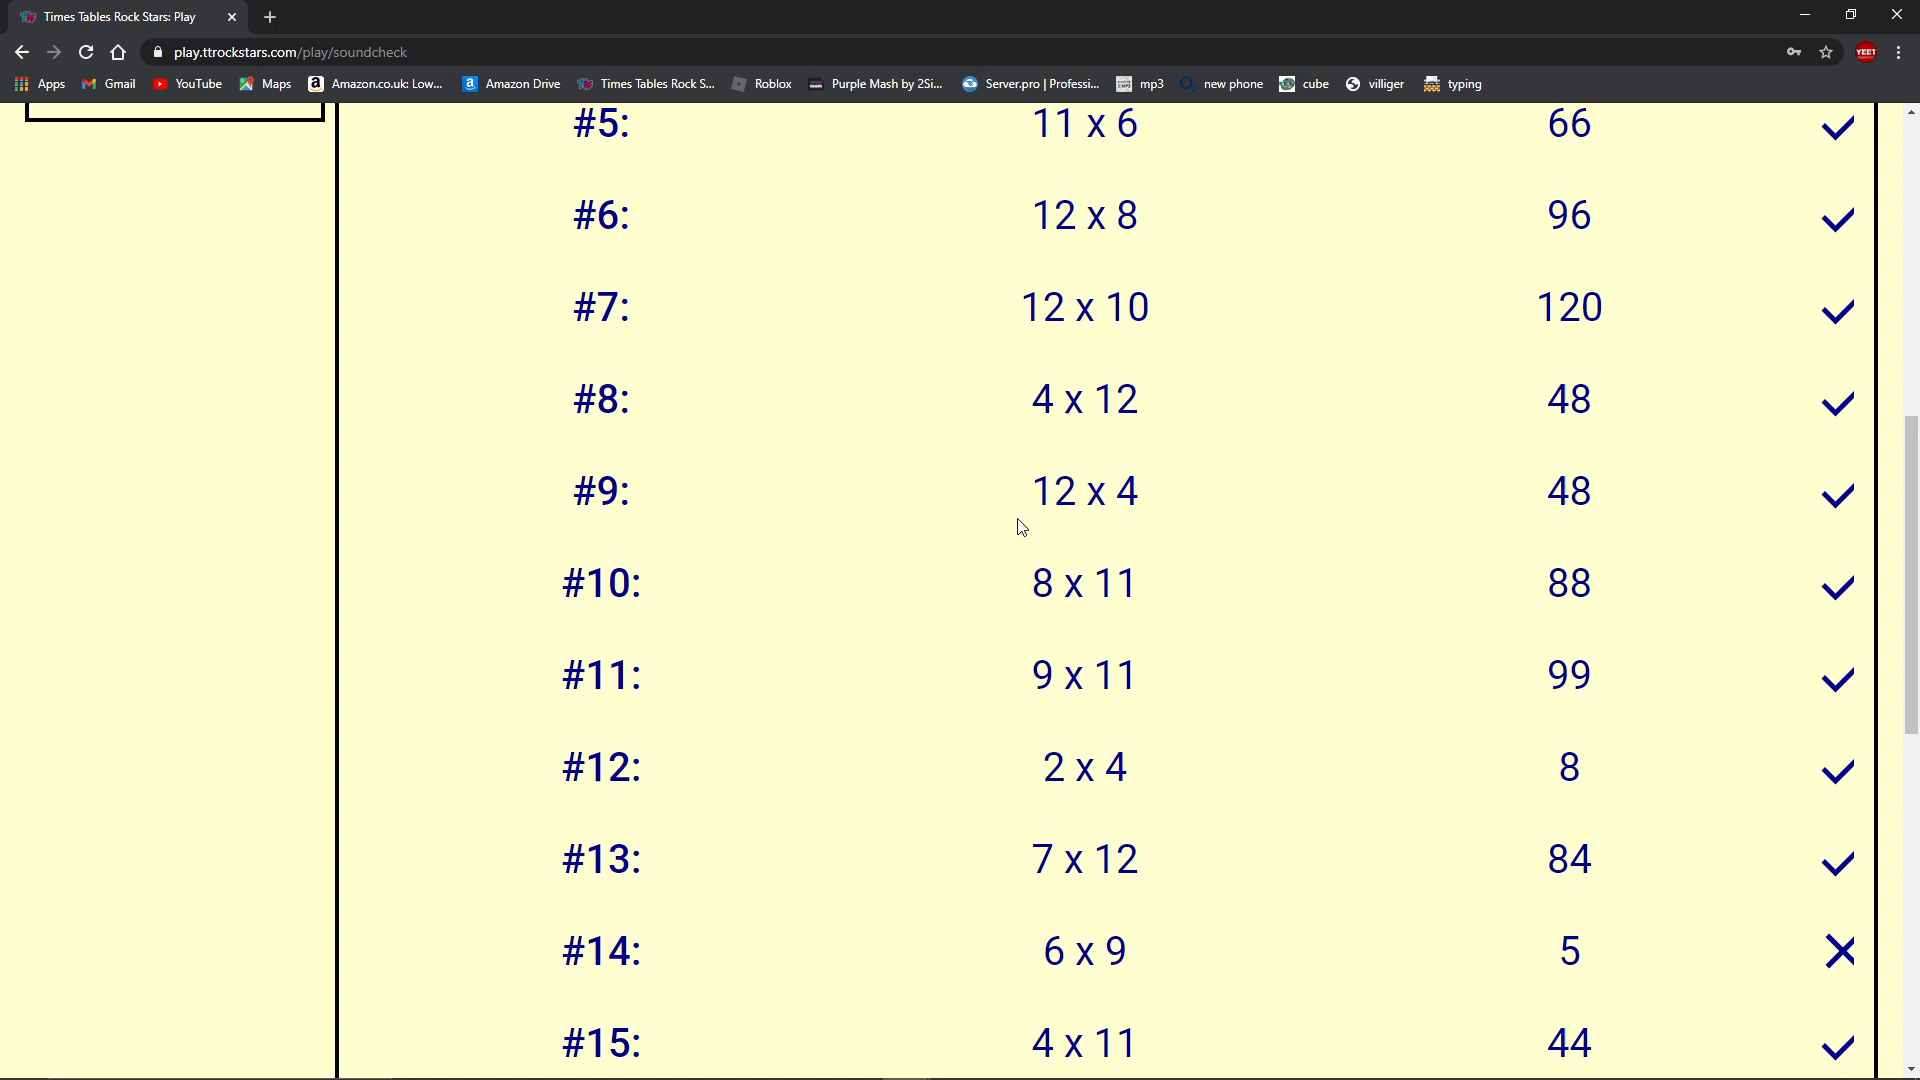 Times Tables Rock Stars: Play
play.ttrockstars.com/play/soundcheck
YEET
Apps Gmail YouTube Maps Amazon.co.uk: Low... Amazon Drive Times Tables Rock S... Roblox Purple Mash by 2Si... Server.pro | Professi... mp3 new phone cube villiger typing
#5: 11 x 6 66
#6: 12 x 8 96
#7: 12 x 10 120
#8: 4 x 12 48
#9: 12 x 4 48
#10: 8 x 11 88
#11: 9 x 11 99
#12: 2 x 4 8
#13: 7 x 12 84
#14: 6 x 9 5
#15: 4 x 11 44